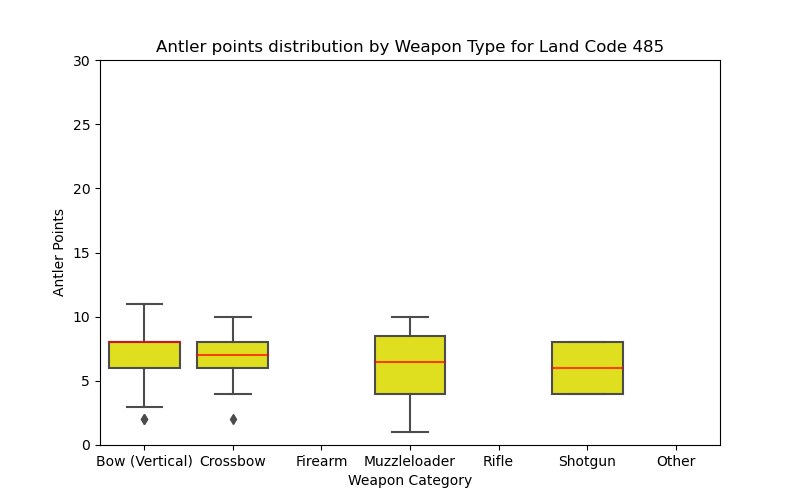 Antler points distribution by Weapon Type for Land Code 485
30
25
20
15
10
5
0
Antler Points
Bow (Vertical) Crossbow Firearm Muzzleloader Rifle Shotgun Other
Weapon Category